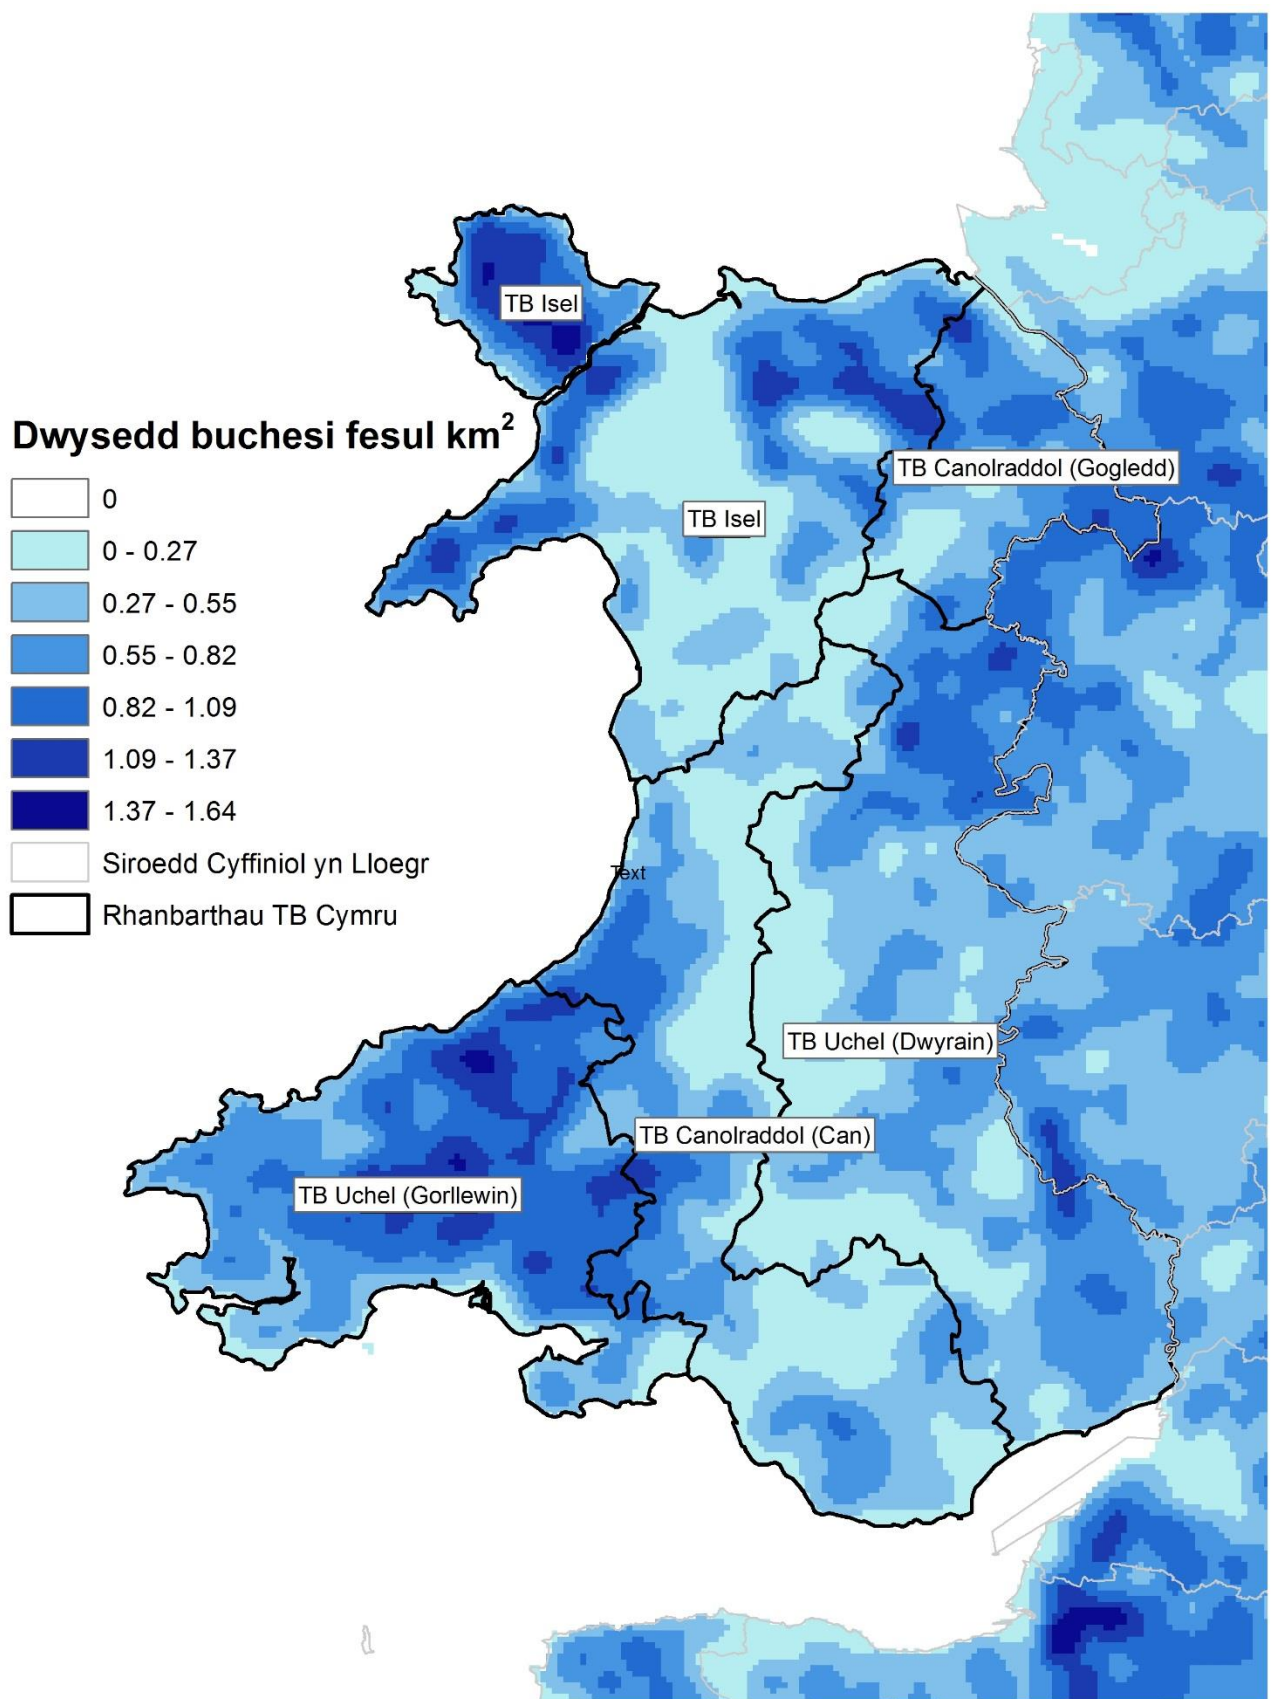 TB Isel
Dwysedd buchesi fesul km²
0
0 - 0.27
0.27 - 0.55
0.55 - 0.82
0.82 - 1.09
1.09 - 1.37
1.37 - 1.64
Siroedd Cyffiniol yn Lloegr
Rhanbarthau TB Cymru
TB Canolraddol (Gogledd)
TB Isel
Text
TB Uchel (Dwyrain)
TB Canolraddol (Can)
TB Uchel (Gorllewin)